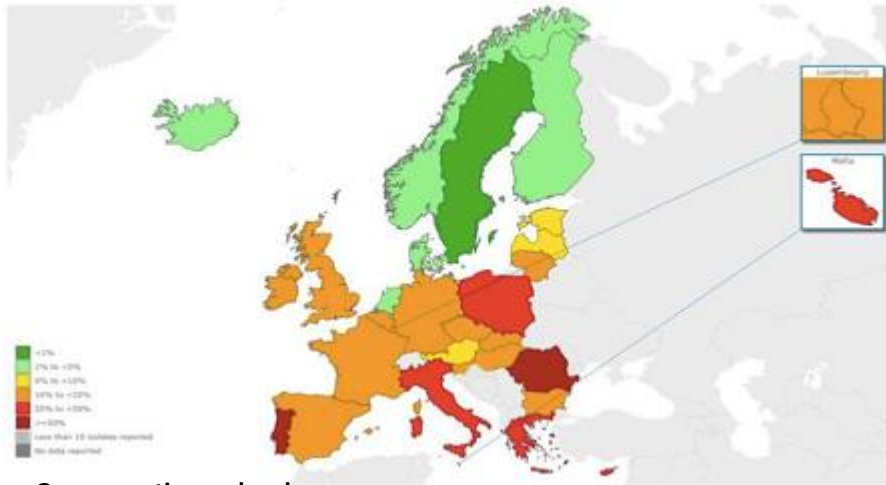 Luxembourg
Malta
<1%
1% to <5%
5% to <10%
10% to <25%
25% to <50%
>=50%
Less than 10 isolates reported
No data reported